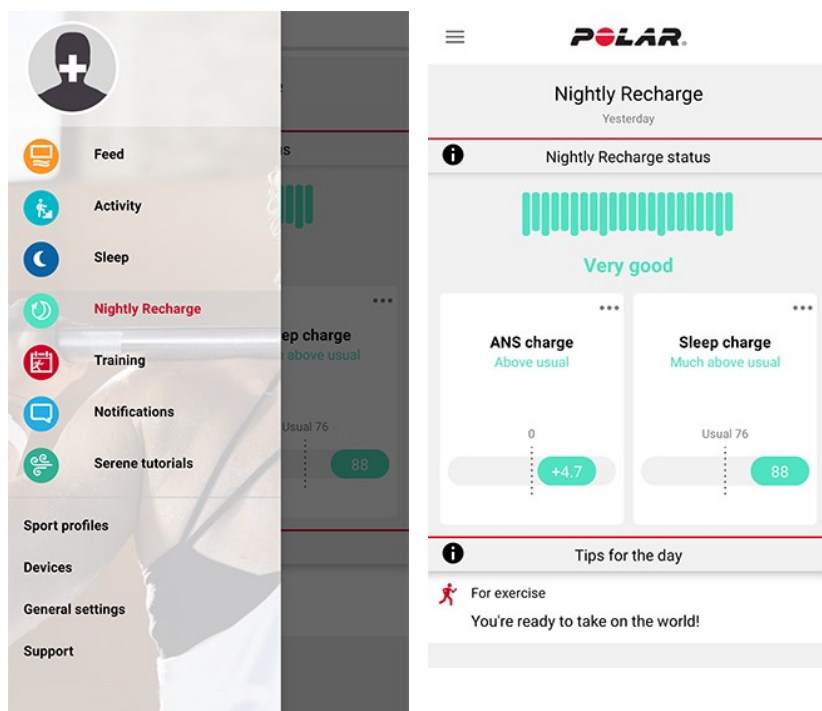 Feed
Activity
Sleep
Nightly Recharge
Training
Notifications
Serene tutorials
Sport profiles
Devices
General settings
Support
ep charge
above usual
Usual 76
88
POLAR.
Nightly Recharge
Yesterday
Nightly Recharge status
Very good
ANS charge
Above usual
0
+4.7
Sleep charge
Much above usual
Usual 76
88
Tips for the day
For exercise
You're ready to take on the world!